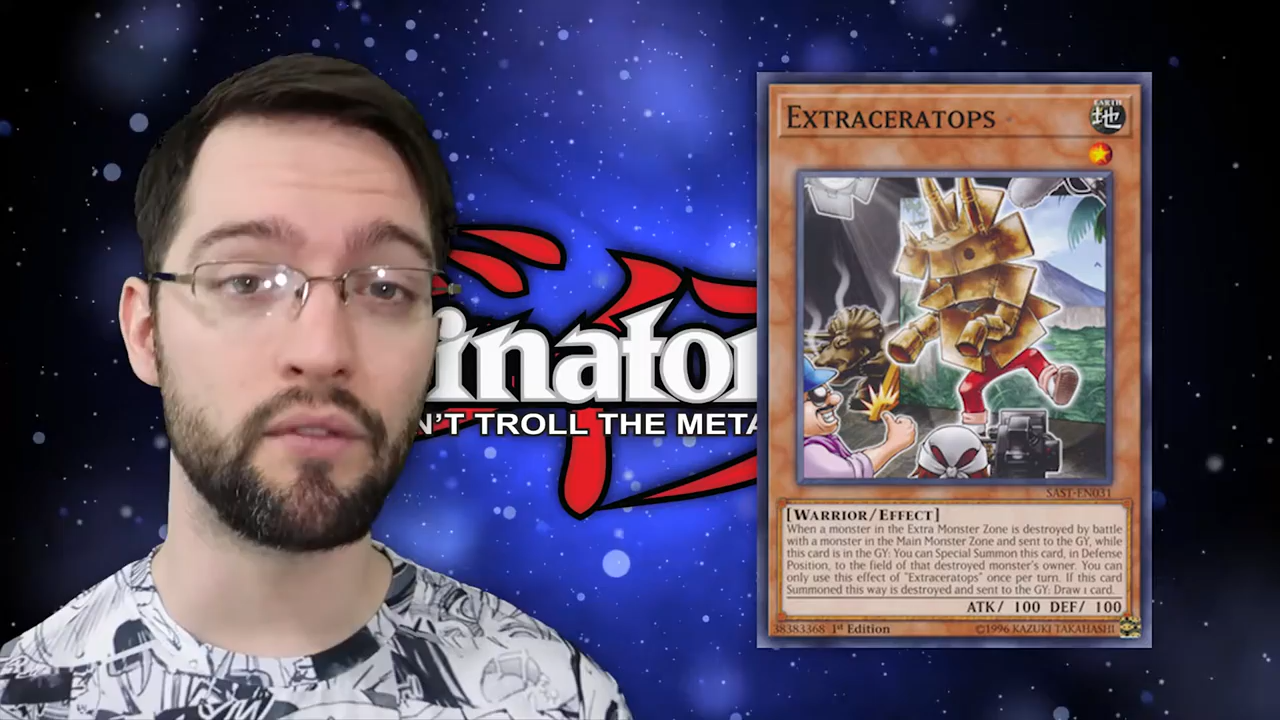 EXTRACERATOPS
EARTH
地
inator
N'T TROLL THE META
SAST-EN031
[WARRIOR/EFFECT]
When a monster in the Extra Monster Zone is destroyed by battle
with a monster in the Main Monster Zone and sent to the GY, while
this card is in the GY: You can Special Summon this card, in Defense
Position, to the field of that destroyed monster's owner. You can
only use this effect of "Extraceratops" once per turn. If this card
Summoned this way is destroyed and sent to the GY: Draw 1 card.
ATK/ 100 DEF/ 100
38383368 1st Edition ©1996 KAZUKI TAKAHASHI